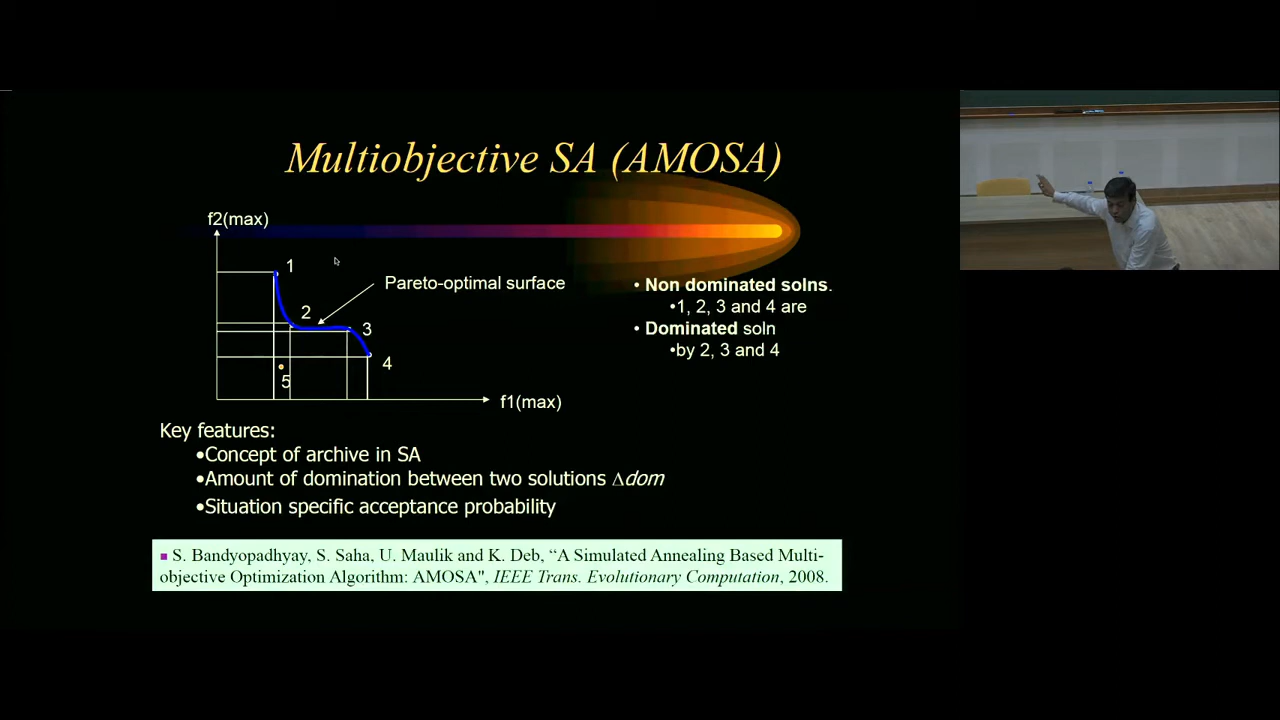 Multiobjective SA (AMOSA)
f2(max)
1
Pareto-optimal surface
2
3
4
5
f1(max)
• Non dominated solns.
•1, 2, 3 and 4 are
• Dominated soln
•by 2, 3 and 4
Key features:
•Concept of archive in SA
•Amount of domination between two solutions ∆dom
•Situation specific acceptance probability
■ S. Bandyopadhyay, S. Saha, U. Maulik and K. Deb, “A Simulated Annealing Based Multi-
objective Optimization Algorithm: AMOSA", IEEE Trans. Evolutionary Computation, 2008.